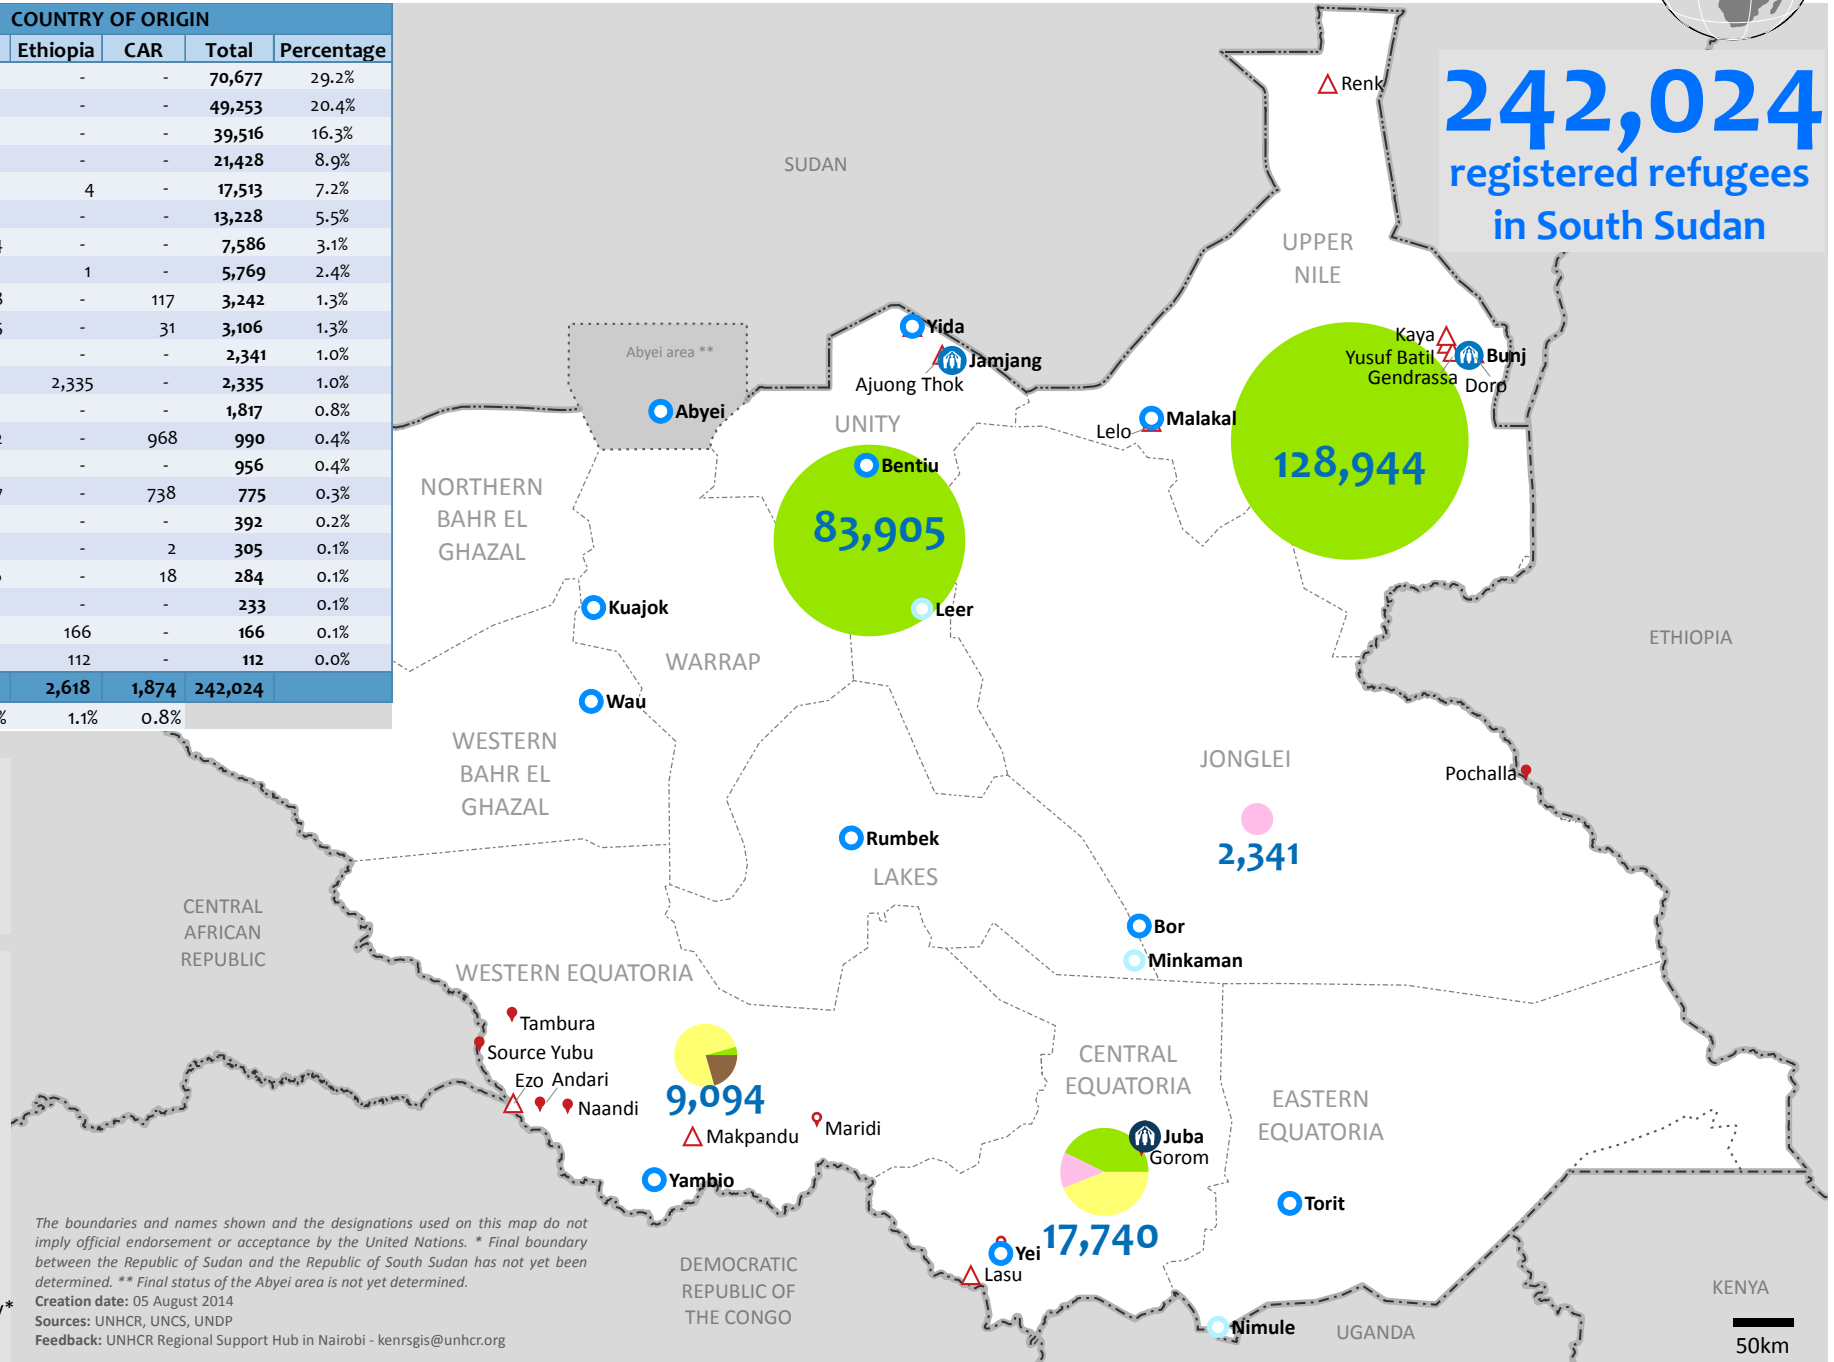 COUNTRY OF ORIGIN
Ethiopia CAR Total Percentage
- - 70,677 29.2%
- - 49,253 20.4%
- - 39,516 16.3%
- - 21,428 8.9%
4 - 17,513 7.2%
- - 13,228 5.5%
- - 7,586 3.1%
1 - 5,769 2.4%
- 117 3,242 1.3%
- 31 3,106 1.3%
- - 2,341 1.0%
2,335 - 2,335 1.0%
- - 1,817 0.8%
- 968 990 0.4%
- - 956 0.4%
- 738 775 0.3%
- - 392 0.2%
- 2 305 0.1%
- 18 284 0.1%
- - 233 0.1%
166 - 166 0.1%
112 - 112 0.0%
2,618 1,874 242,024
% 1.1% 0.8%
242,024
registered refugees
in South Sudan
SUDAN
Renk
UPPER
NILE
Abyei area **
Abyei
Yida
Jamjang
Ajuong Thok
UNITY
Bentiu
83,905
Leer
Kaya
Yusuf Batil
Bunj
Gendrassa
Doro
Malakal
Lelo
128,944
NORTHERN
BAHR EL
GHAZAL
Kuajok
WARRAP
Wau
WESTERN
BAHR EL
GHAZAL
ETHIOPIA
JONGLEI
Pochalla
2,341
Rumbek
LAKES
Bor
Minkaman
CENTRAL
AFRICAN
REPUBLIC
WESTERN EQUATORIA
Tambura
Source Yubu
Ezo Andari
Naandi
9,094
Makpandu
Maridi
Yambio
CENTRAL
EQUATORIA
Juba
Gorom
17,740
Yei
Lasu
EASTERN
EQUATORIA
Torit
Nimule
DEMOCRATIC
REPUBLIC OF
THE CONGO
UGANDA
KENYA
50km
The boundaries and names shown and the designations used on this map do not
imply official endorsement or acceptance by the United Nations. * Final boundary
between the Republic of Sudan and the Republic of South Sudan has not yet been
determined. ** Final status of the Abyei area is not yet determined.
Creation date: 05 August 2014
Sources: UNHCR, UNCS, UNDP
Feedback: UNHCR Regional Support Hub in Nairobi - kenrsgis@unhcr.org